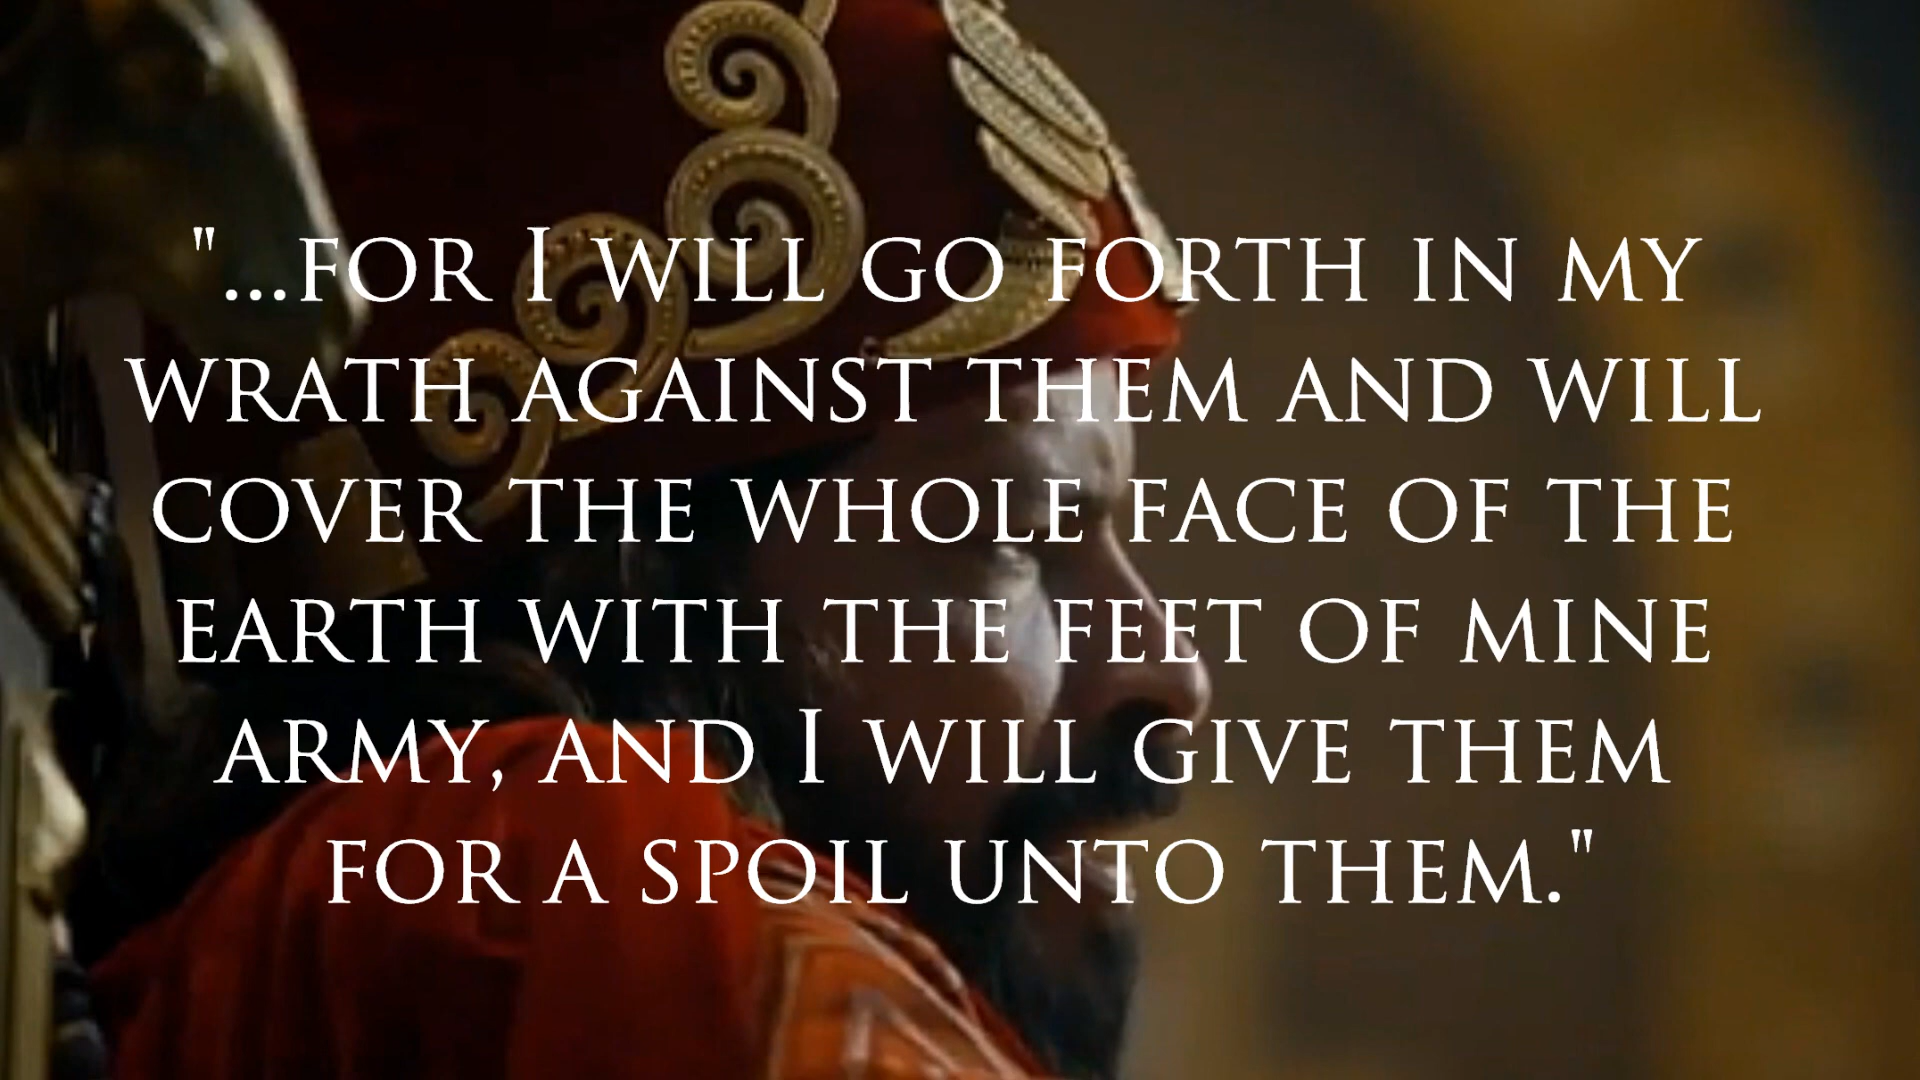 "...for I will go forth in my
wrath against them and will
cover the whole face of the
earth with the feet of mine
army, and I will give them
for a spoil unto them."